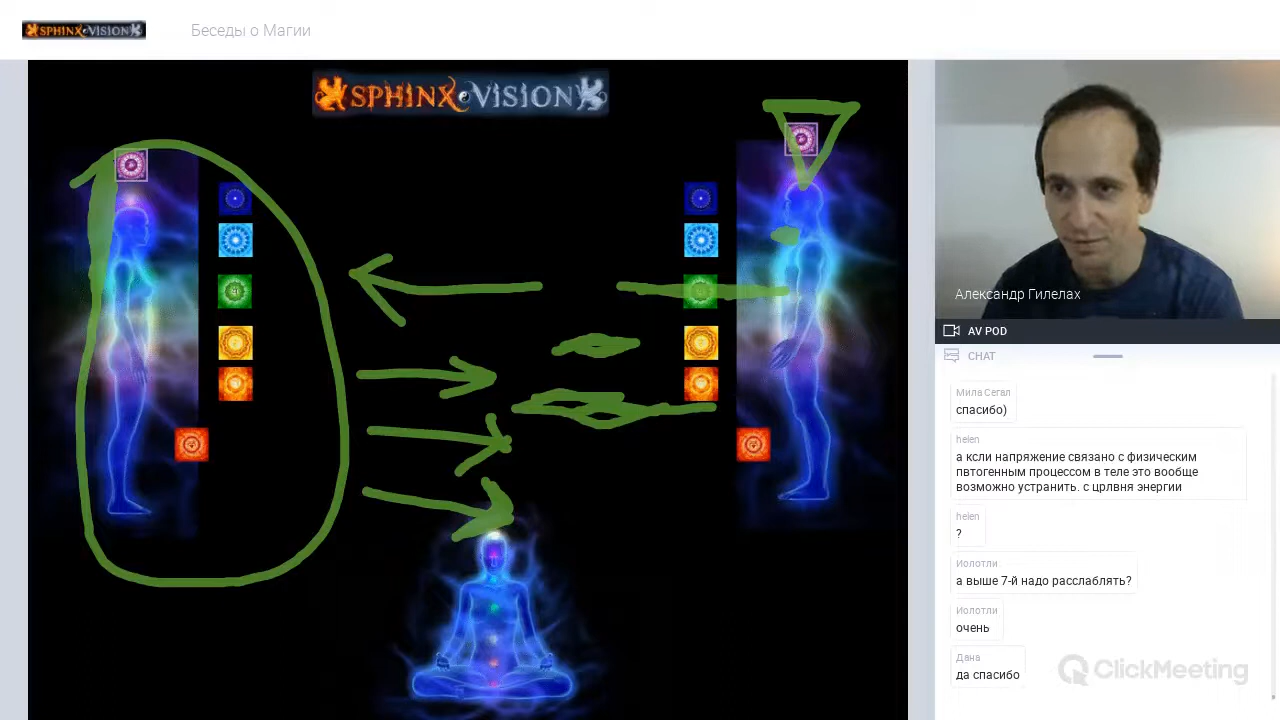 SPHINX VISION
Беседы о Магии
SPHINX VISION
Александр Гилелах
AV POD
CHAT
Мила Сегал
спасибо)
helen
а ксли напряжение связано с физическим
пвтогенным процессом в теле это вообще
возможно устранить. с црлвня энергии
helen
?
Иолотли
а выше 7-й надо расслаблять?
Иолотли
очень
Дана
да спасибо
ClickMeeting